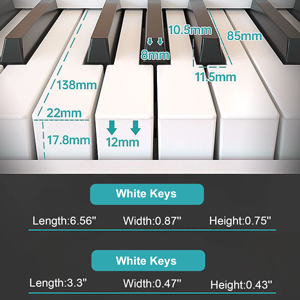 10.5mm
85mm
8mm
138mm
11.5mm
22mm
17.8mm
12mm
White Keys
Length:6.56" Width:0.87" Height:0.75"
White Keys
Length:3.3" Width:0.47" Height:0.43"